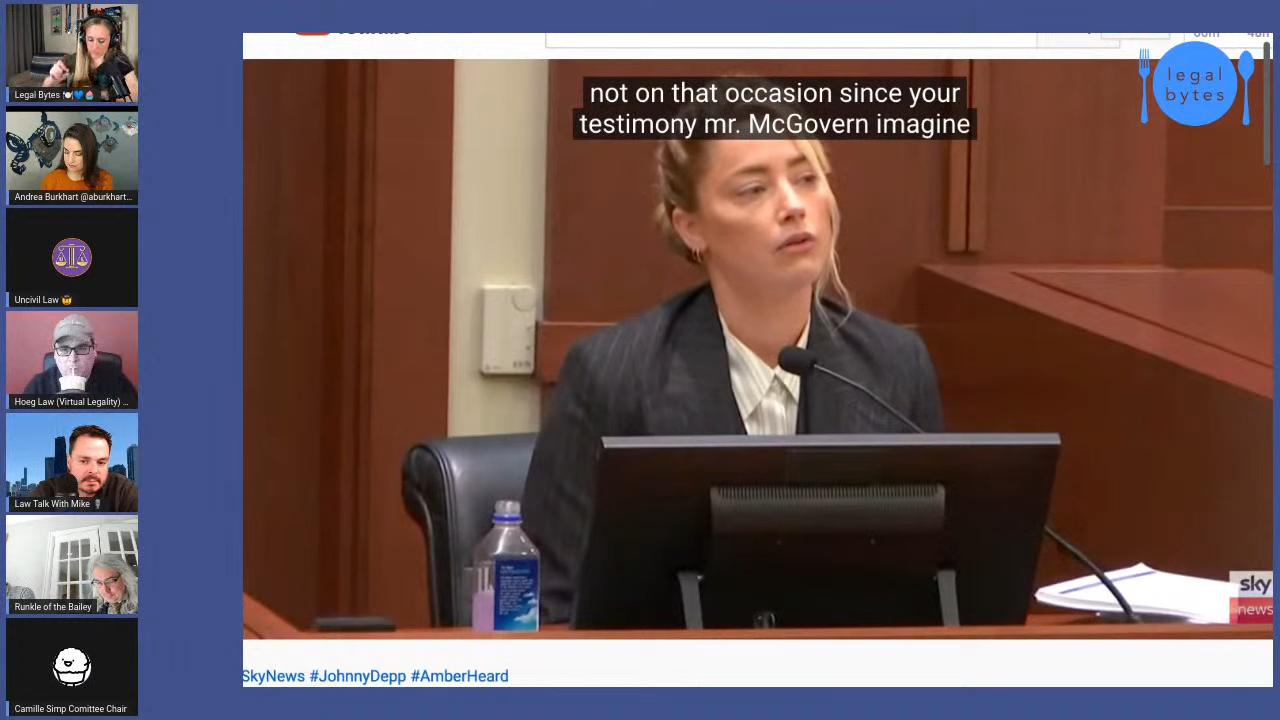 Legal Bytes 🍽️💙🧁
Andrea Burkhart @aburkhart...
Uncivil Law 🤠
Hoeg Law (Virtual Legality) ...
Law Talk With Mike 🎙️
Runkle of the Bailey
Camille Simp Comittee Chair
not on that occasion since your
testimony mr. McGovern imagine
legal
bytes
sky
news
SkyNews #JohnnyDepp #AmberHeard